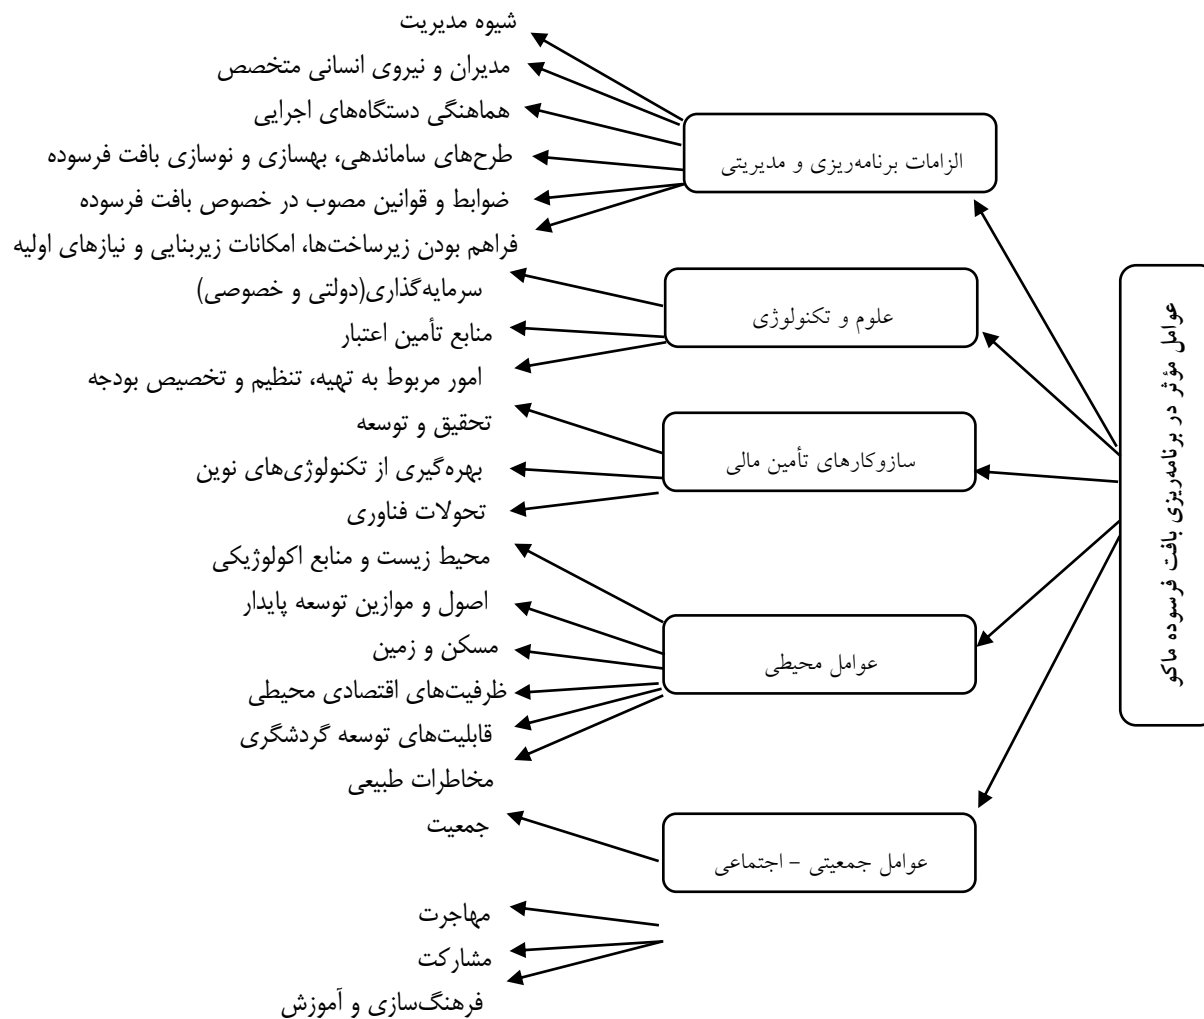 عوامل مؤثر در برنامه‌ریزی بافت فرسوده ماکو
الزامات برنامه‌ریزی و مدیریتی
شیوه مدیریت
مدیران و نیروی انسانی متخصص
هماهنگی دستگاه‌های اجرایی
طرح‌های ساماندهی، بهسازی و نوسازی بافت فرسوده
ضوابط و قوانین مصوب در خصوص بافت فرسوده
فراهم بودن زیرساخت‌ها، امکانات زیربنایی و نیازهای اولیه
علوم و تکنولوژی
سرمایه‌گذاری(دولتی و خصوصی)
منابع تأمین اعتبار
امور مربوط به تهیه، تنظیم و تخصیص بودجه
سازوکارهای تأمین مالی
تحقیق و توسعه
بهره‌گیری از تکنولوژی‌های نوین
تحولات فناوری
عوامل محیطی
محیط زیست و منابع اکولوژیکی
اصول و موازین توسعه پایدار
مسکن و زمین
ظرفیت‌های اقتصادی محیطی
قابلیت‌های توسعه گردشگری
مخاطرات طبیعی
عوامل جمعیتی – اجتماعی
جمعیت
مهاجرت
مشارکت
فرهنگ‌سازی و آموزش